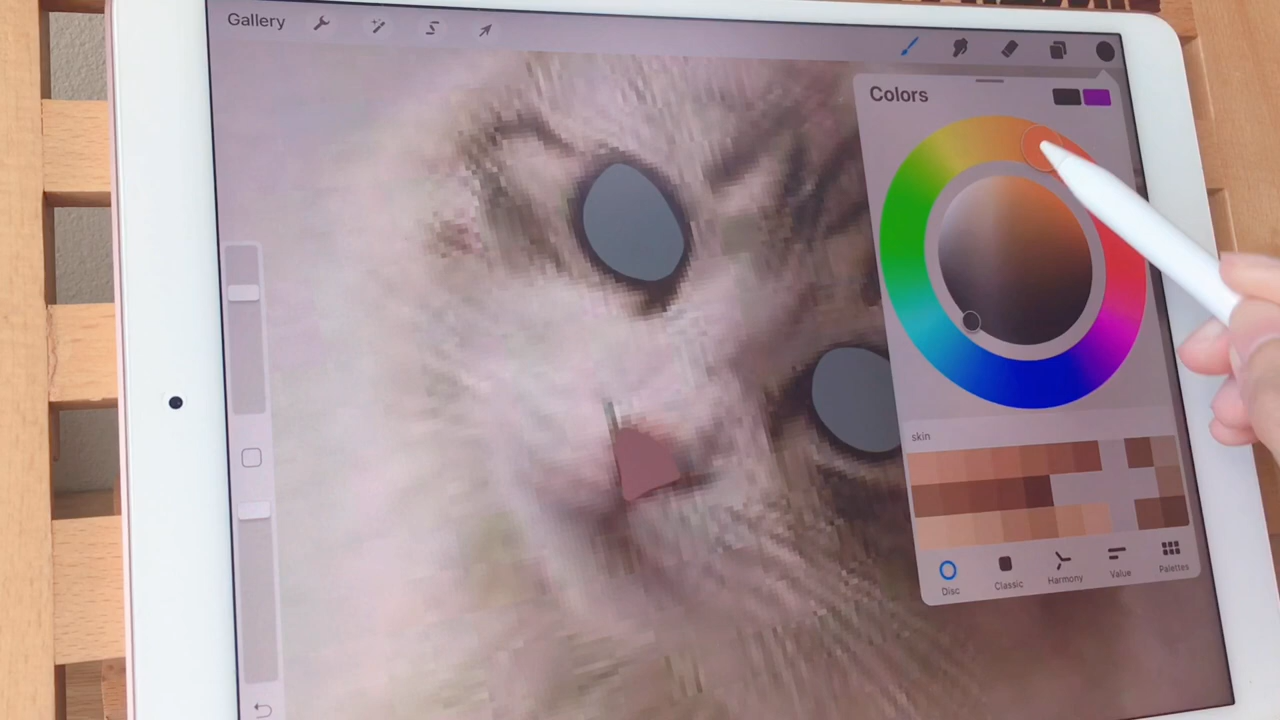 Gallery
Colors
skin
Disc
Classic
Harmony
Value
Palettes